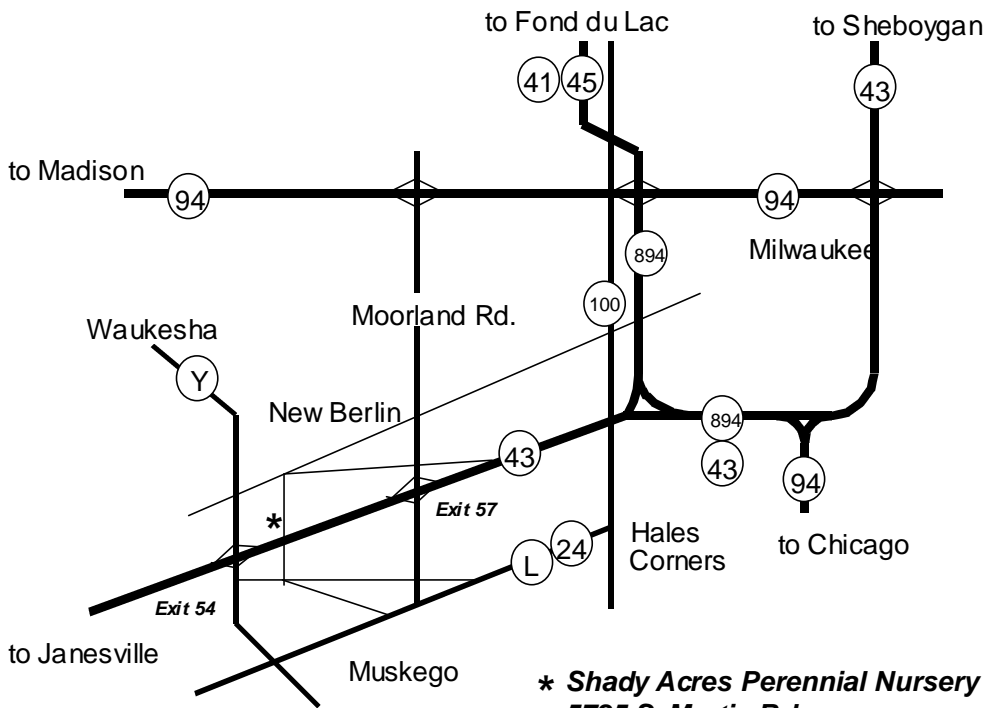 to Fond du Lac
to Sheboygan
41
45
43
to Madison
94
94
Milwaukee
894
100
Moorland Rd.
Waukesha
Y
New Berlin
43
894
43
94
*
Exit 57
24
L
Hales
Corners
to Chicago
Exit 54
to Janesville
Muskego
* Shady Acres Perennial Nursery